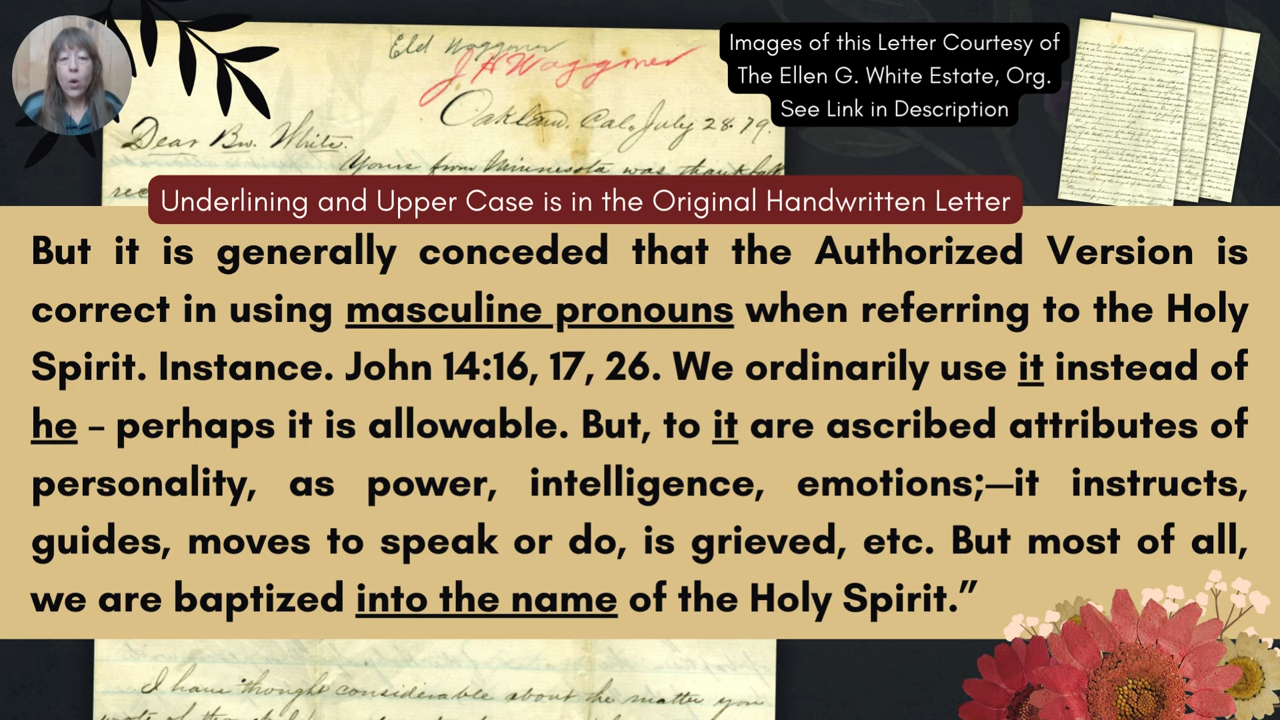 Eld Waggoner
J H Waggoner
Oakland. Cal. July 28. 79.
Dear Bro. White.
Yours from Minnesota was thankfully
rec
Images of this Letter Courtesy of
The Ellen G. White Estate, Org.
See Link in Description
Underlining and Upper Case is in the Original Handwritten Letter
But it is generally conceded that the Authorized Version is
correct in using masculine pronouns when referring to the Holy
Spirit. Instance. John 14:16, 17, 26. We ordinarily use it instead of
he – perhaps it is allowable. But, to it are ascribed attributes of
personality, as power, intelligence, emotions;—it instructs,
guides, moves to speak or do, is grieved, etc. But most of all,
we are baptized into the name of the Holy Spirit.”
I have thought considerable about the matter you